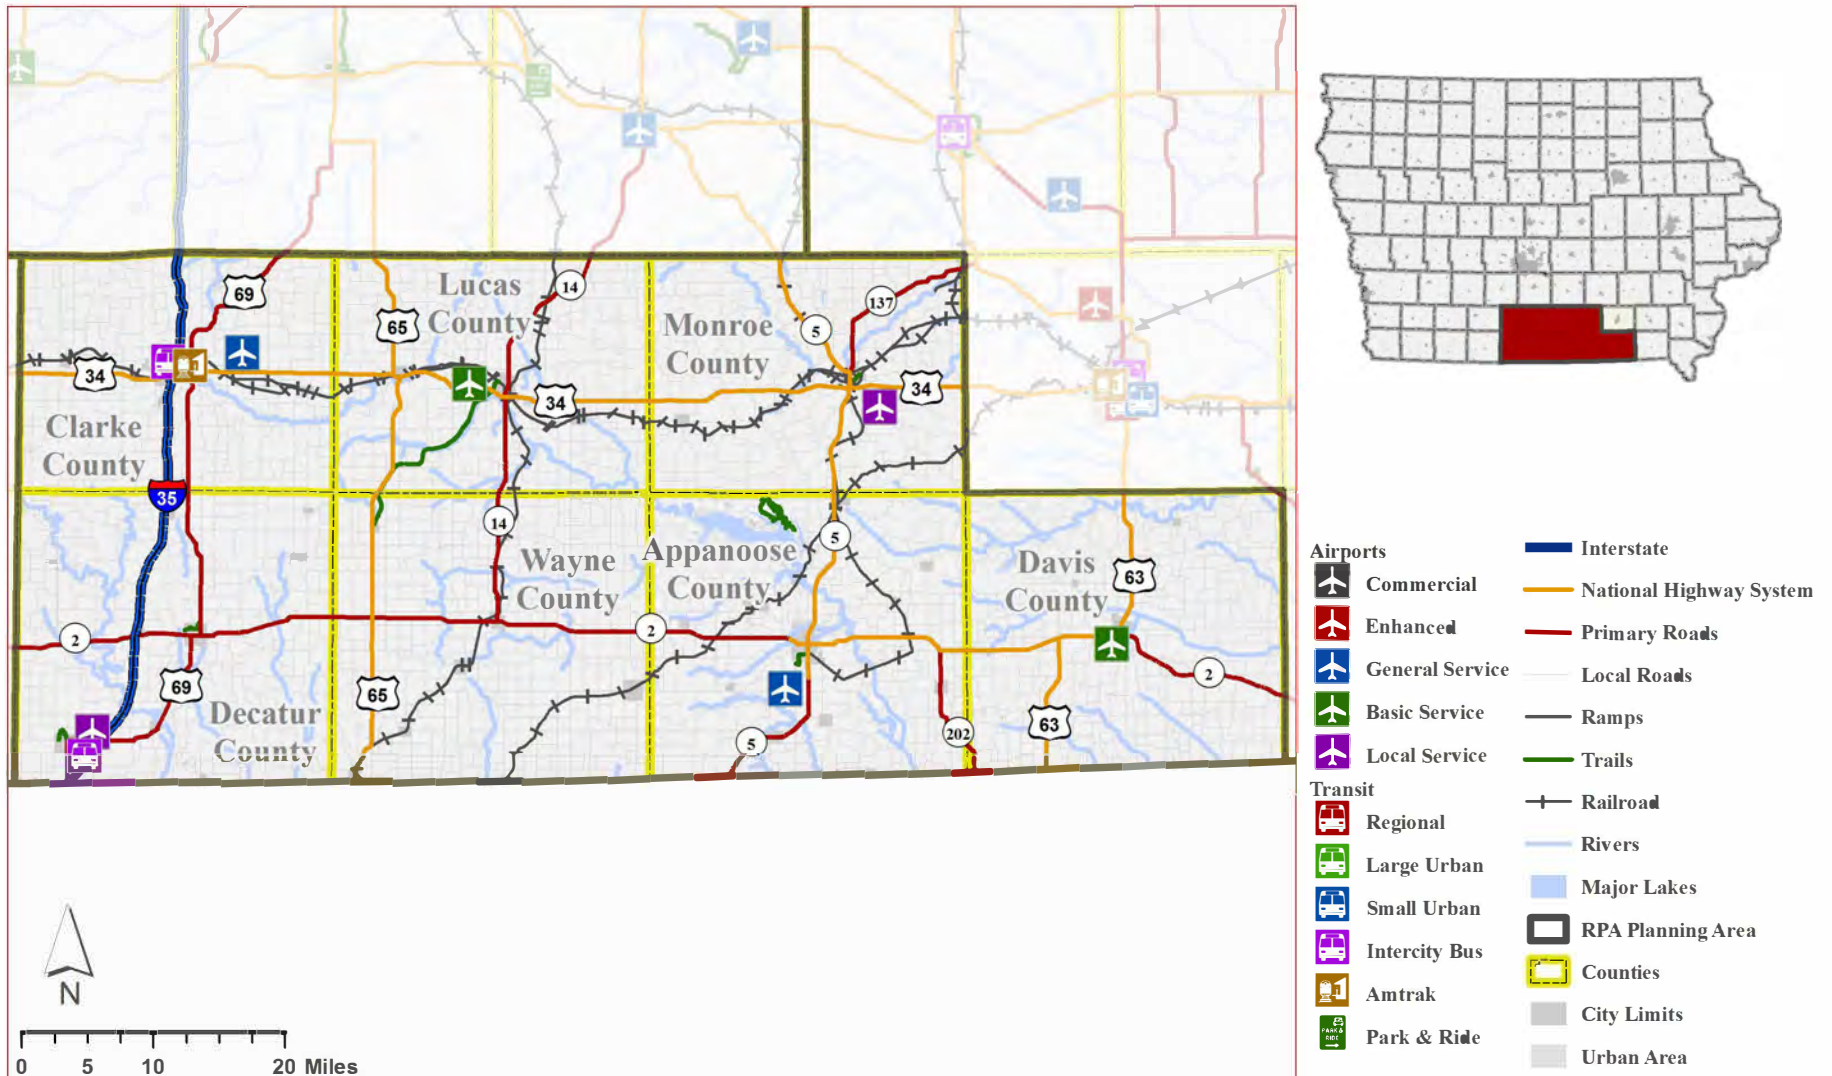 69
Lucas
County
14
137
65
Monroe
County
5
34
34
34
Clarke
County
35
14
5
Wayne
County
Appanoose
County
Davis
County
63
2
2
69
65
Decatur
County
5
202
63
2
N
0 5 10 20 Miles
Airports
Commercial
Enhanced
General Service
Basic Service
Local Service
Transit
Regional
Large Urban
Small Urban
Intercity Bus
Amtrak
PARK &
RIDE
Park & Ride
Interstate
National Highway System
Primary Roads
Local Roads
Ramps
Trails
Railroad
Rivers
Major Lakes
RPA Planning Area
Counties
City Limits
Urban Area